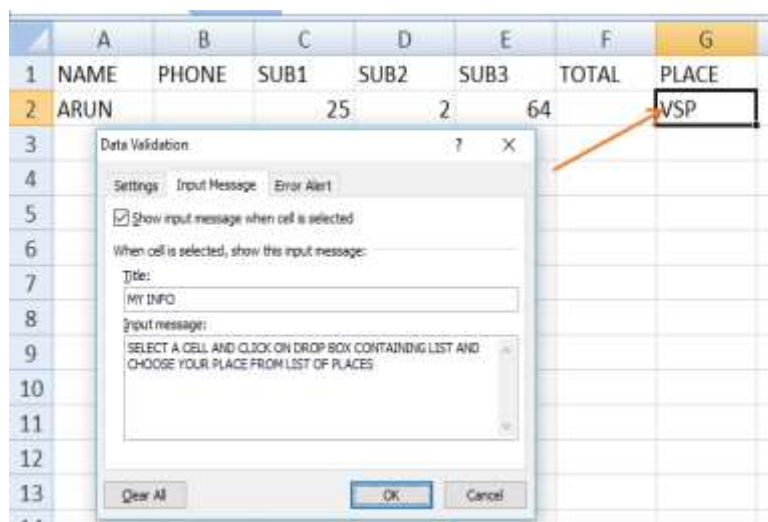 A B C D E F G
1 NAME PHONE SUB1 SUB2 SUB3 TOTAL PLACE
2 ARUN 25 2 64 VSP
3
Data Validation ? X
4
Settings Input Message Error Alert
5
Show input message when cell is selected
6
When cell is selected, show this input message:
7
Title:
MY INFO
8
Input message:
9
SELECT A CELL AND CLICK ON DROP BOX CONTAINING LIST AND
CHOOSE YOUR PLACE FROM LIST OF PLACES
10
11
12
13
Clear All OK Cancel